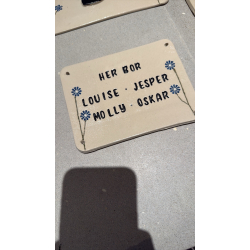 HER BOR
LOUISE · JESPER
MOLLY · OSKAR